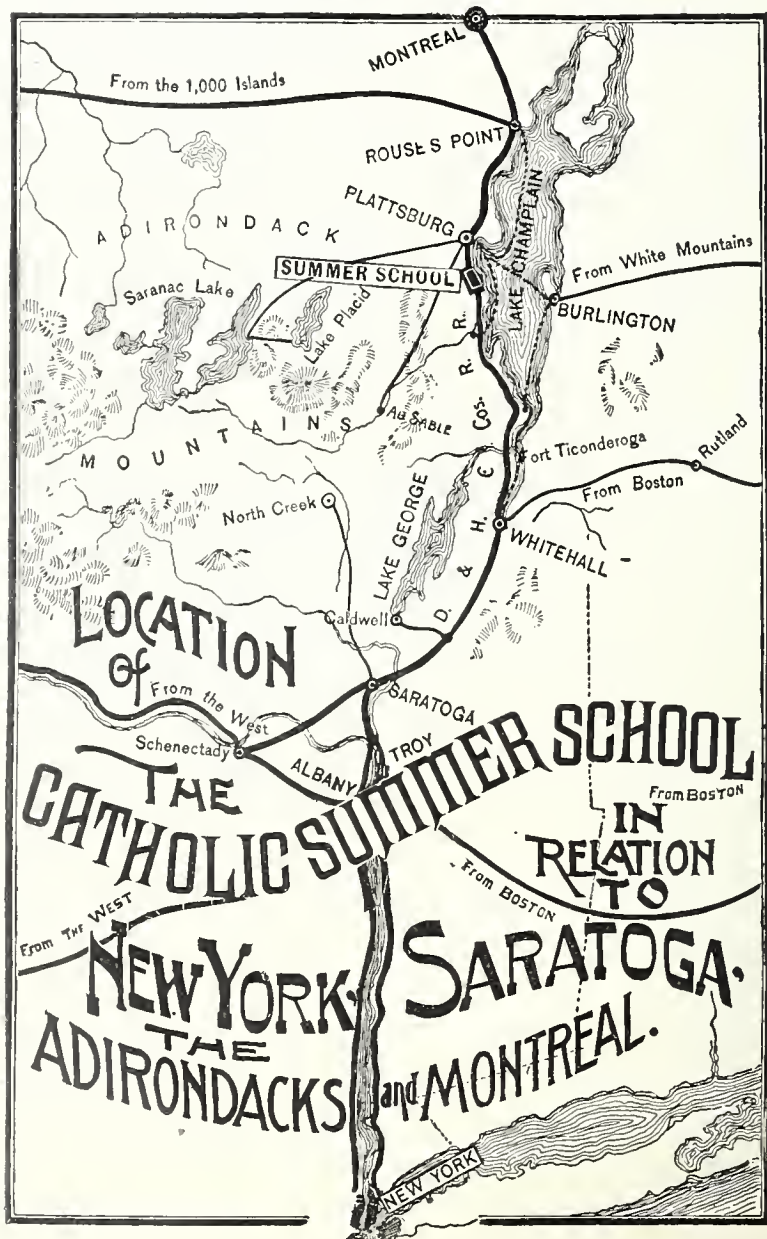 MONTREAL
From the 1,000 Islands
ROUSES POINT
PLATTSBURG
ADIRONDACK
SUMMER SCHOOL
LAKE CHAMPLAIN
From White Mountains
Saranac Lake
Lake Placid
BURLINGTON
AU SABLE
MOUNTAINS
Fort Ticonderoga
Rutland
From Boston
North Creek
LAKE GEORGE
WHITEHALL
D. & H. C Co's. R. R.
Caldwell
LOCATION
of
From the West
SARATOGA
Schenectady
ALBANY
TROY
THE
CATHOLIC SUMMER SCHOOL
From BOSTON
IN
RELATION
TO
From BOSTON
From THE WEST
NEW YORK,
SARATOGA,
THE
ADIRONDACKS
and MONTREAL.
NEW YORK